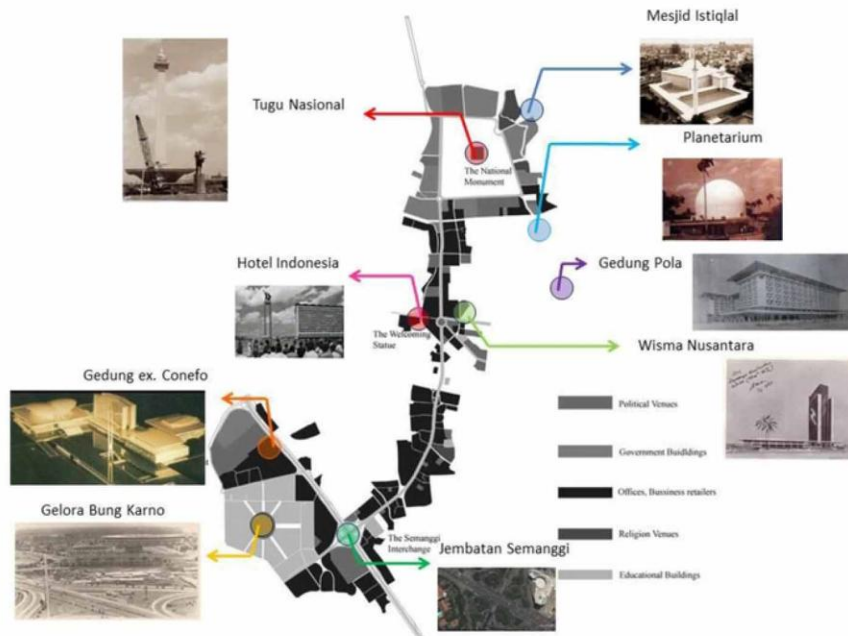 Mesjid Istiqlal
Tugu Nasional
Planetarium
The National
Monument
Hotel Indonesia
Gedung Pola
The Welcoming
Statue
Wisma Nusantara
Gedung ex. Conefo
Political Venues
Government Buidldings
Offices, Bussiness retailers
Gelora Bung Karno
The Semanggi
Interchange
Jembatan Semanggi
Religion Venues
Educational Buildings